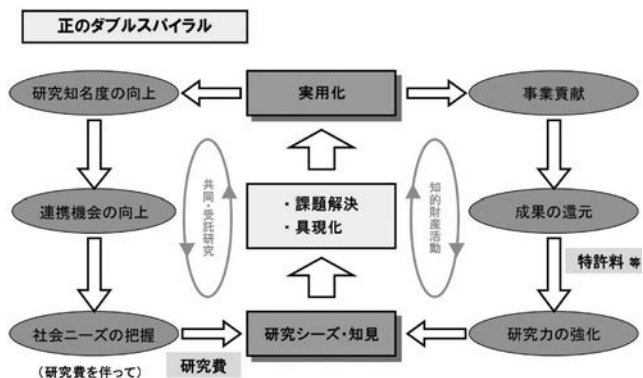 正のダブルスパイラル
研究知名度の向上
実用化
事業貢献
連携機会の向上
共同・受託研究
・課題解決
・具現化
知的財産活動
成果の還元
特許料 等
社会ニーズの把握
研究シーズ・知見
研究力の強化
(研究費を伴って)
研究費